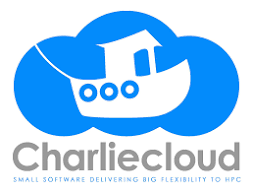 Charliecloud
SMALL SOFTWARE DELIVERING BIG FLEXIBILITY TO HPC